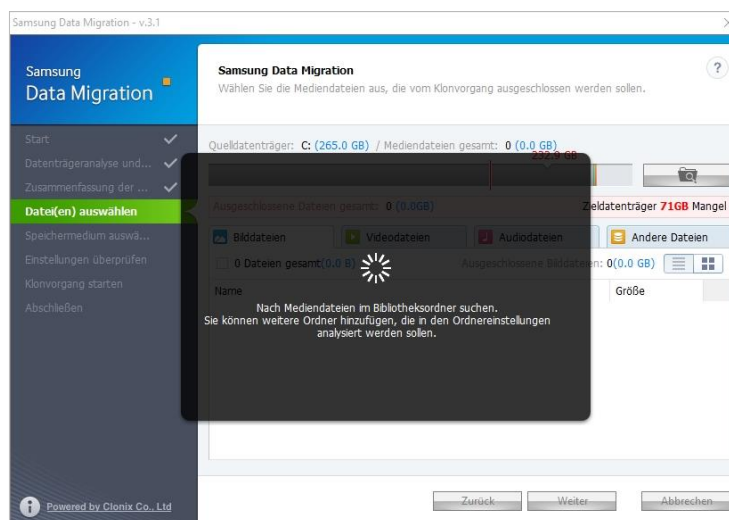 Samsung Data Migration - v.3.1
Samsung
Data Migration
Start
Datenträgeranalyse und...
Zusammenfassung der ...
Datei(en) auswählen
Speichermedium auswä...
Einstellungen überprüfen
Klonvorgang starten
Abschließen
Powered by Clonix Co., Ltd
Samsung Data Migration
?
Wählen Sie die Mediendateien aus, die vom Klonvorgang ausgeschlossen werden sollen.
Quelldatenträger: C: (265.0 GB) / Mediendateien gesamt: 0 (0.0 GB)
232.9 GB
Ausgeschlossene Dateien gesamt: 0 (0.0GB)
Zieldatenträger 71GB Mangel
Bilddateien
Videodateien
Audiodateien
Andere Dateien
0 Dateien gesamt(0.0 B)
Ausgeschlossene Bilddateien: 0(0.0 GB)
Name
Größe
Nach Mediendateien im Bibliotheksordner suchen.
Sie können weitere Ordner hinzufügen, die in den Ordnereinstellungen
analysiert werden sollen.
Zurück
Weiter
Abbrechen